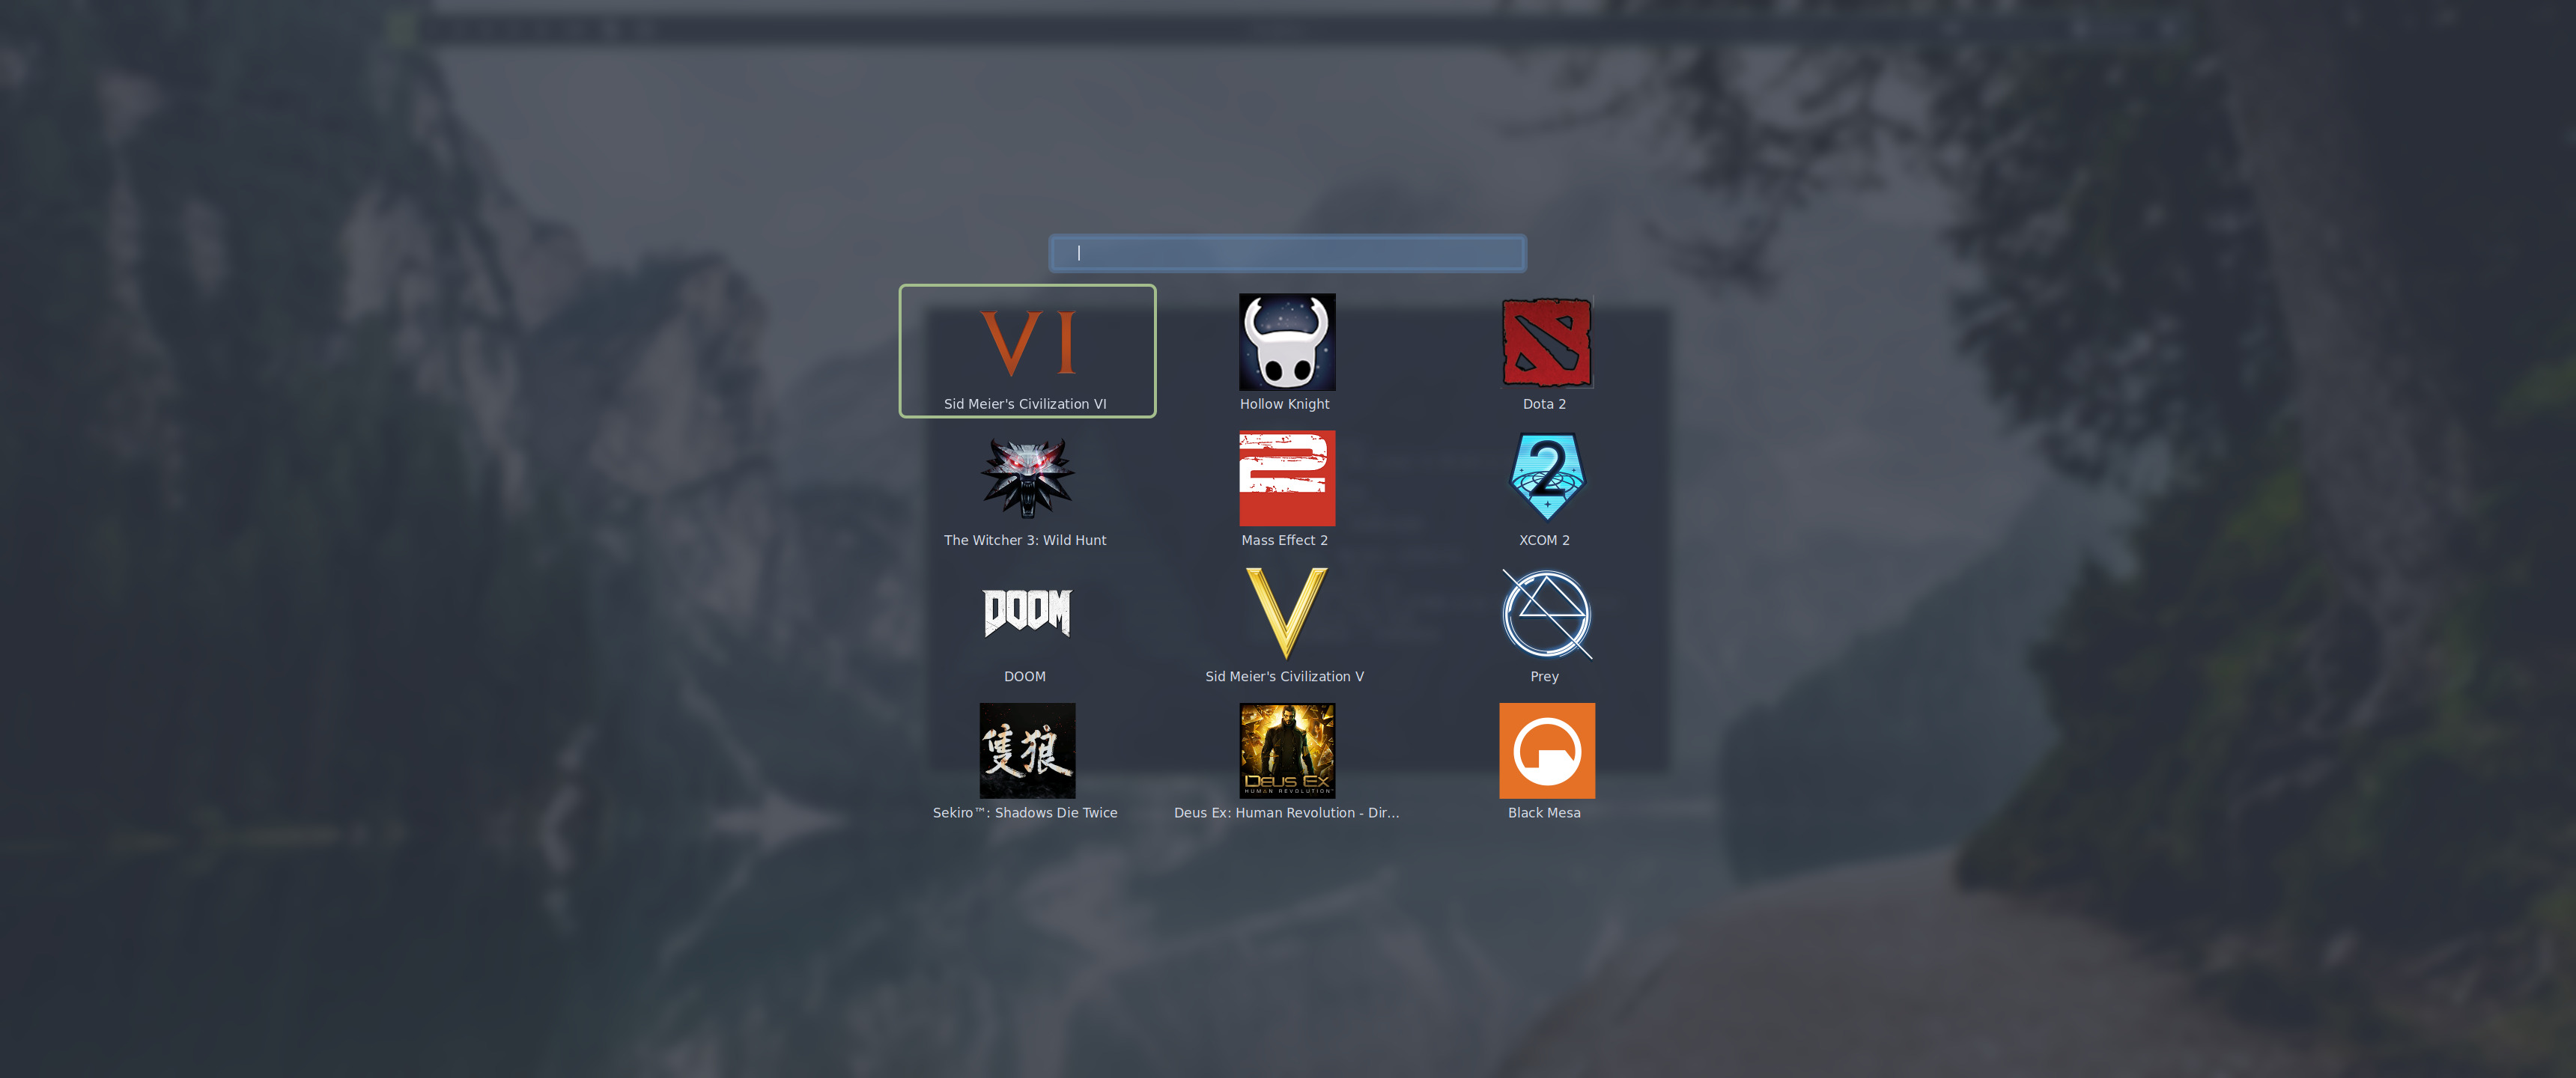 VI
Sid Meier's Civilization VI
Hollow Knight
Dota 2
The Witcher 3: Wild Hunt
2
Mass Effect 2
2
XCOM 2
DOOM
DOOM
V
Sid Meier's Civilization V
Prey
隻狼
Sekiro™: Shadows Die Twice
DEUS EX
HUMAN REVOLUTION
Deus Ex: Human Revolution - Dir...
Black Mesa